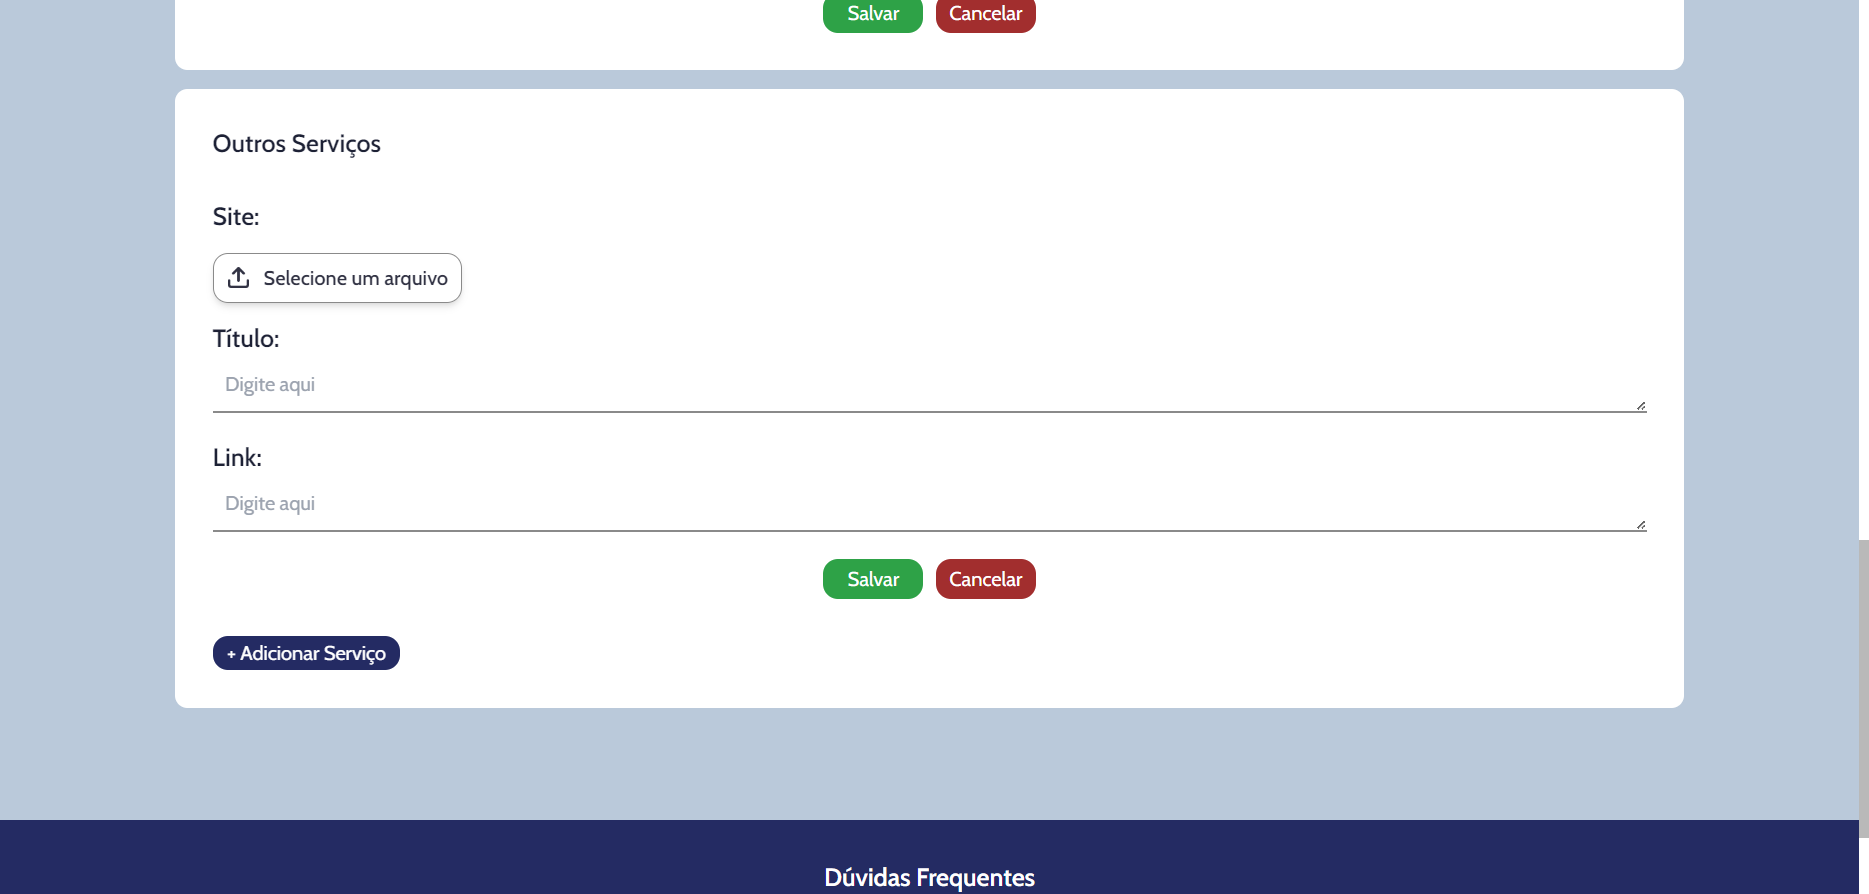 Salvar Cancelar
Outros Serviços
Site:
Selecione um arquivo
Título:
Digite aqui
Link:
Digite aqui
Salvar Cancelar
+ Adicionar Serviço
Dúvidas Frequentes